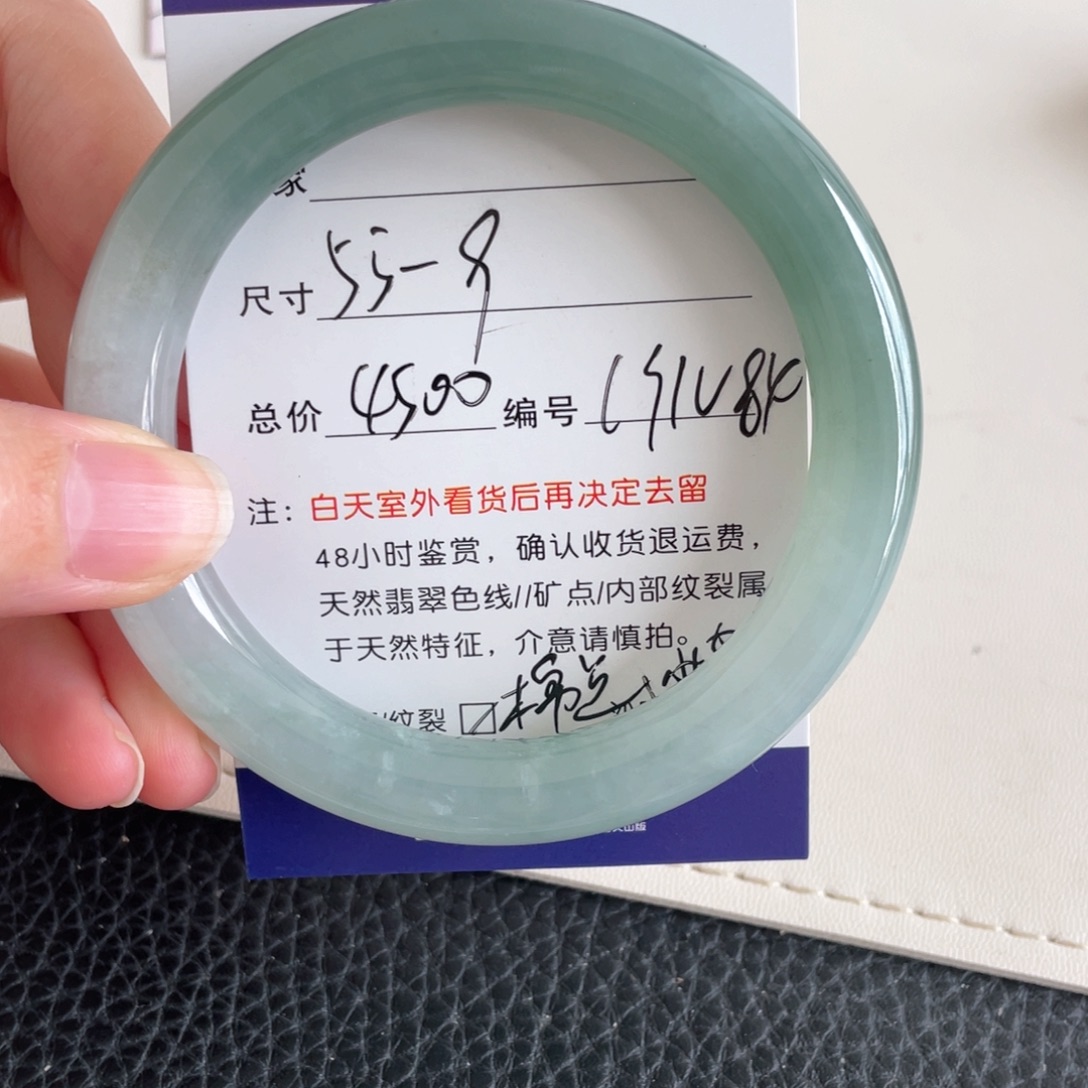 家
尺寸 55-9
总价 4500 编号
注：白天室外看货后再决定去留
48小时鉴赏，确认收货退运费，
天然翡翠色线//矿点/内部纹裂属
于天然特征，介意请慎拍。
纹裂 ☑棉